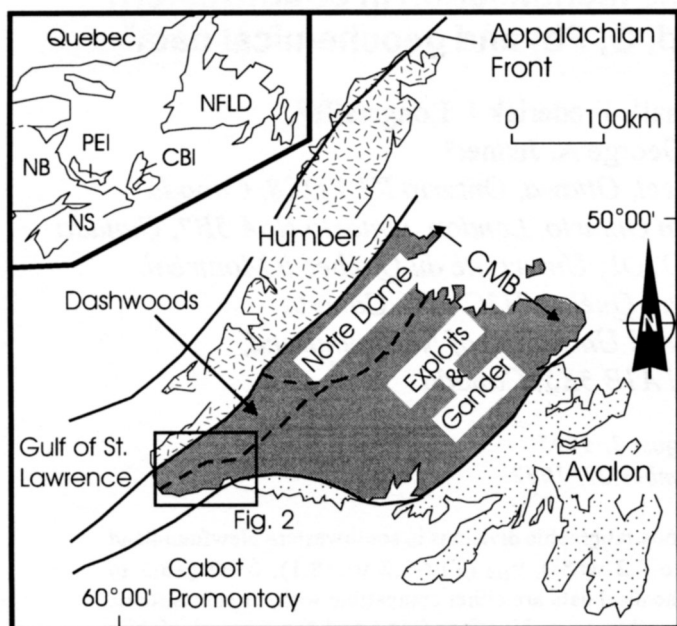 Quebec
NFLD
PEI
NB
CBI
NS
Appalachian
Front
0 100km
50°00'
Humber
CMB
Dashwoods
Notre Dame
N
Exploits
&
Gander
Gulf of St.
Lawrence
Avalon
Fig. 2
Cabot
Promontory
60°00'